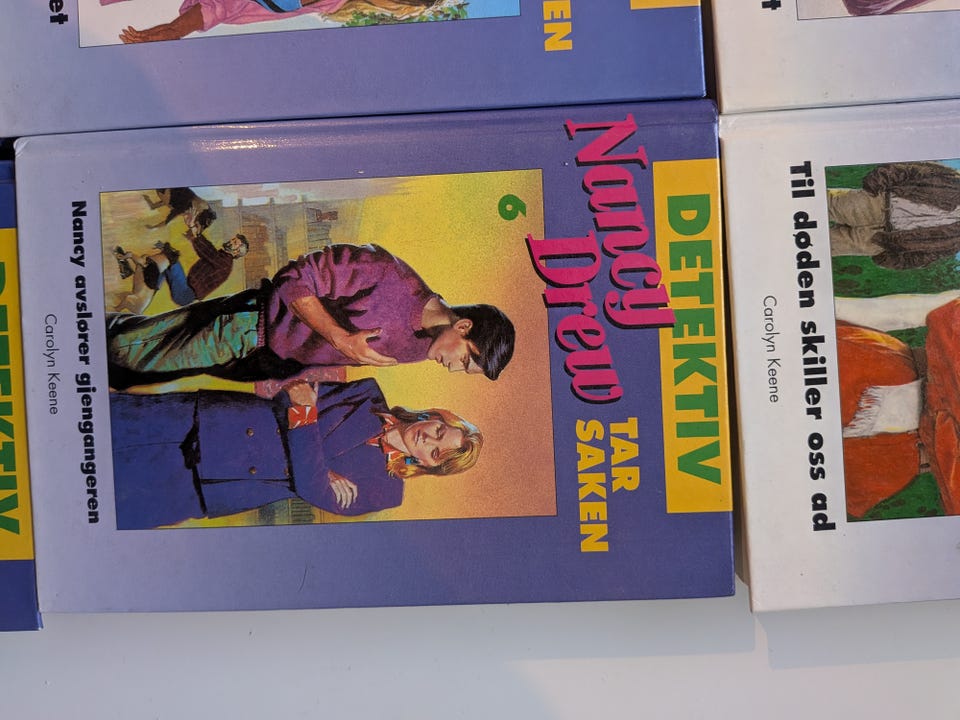 DETEKTIV
Nancy
Drew
TAR
SAKEN
6
Nancy avslører gjengangeren
Carolyn Keene
Til døden skiller oss ad
Carolyn Keene